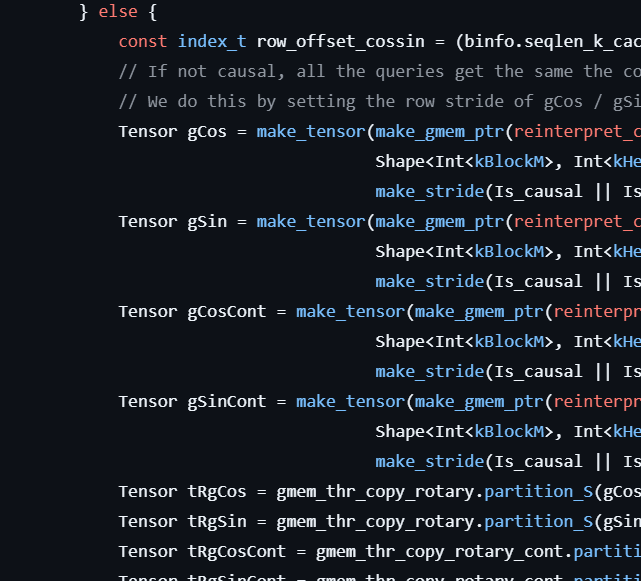 } else {
const index_t row_offset_cossin = (binfo.seqlen_k_cac
// If not causal, all the queries get the same the co
// We do this by setting the row stride of gCos / gSi
Tensor gCos = make_tensor(make_gmem_ptr(reinterpret_c
Shape<Int<kBlockM>, Int<kHe
make_stride(Is_causal || Is
Tensor gSin = make_tensor(make_gmem_ptr(reinterpret_c
Shape<Int<kBlockM>, Int<kHe
make_stride(Is_causal || Is
Tensor gCosCont = make_tensor(make_gmem_ptr(reinterpr
Shape<Int<kBlockM>, Int<kHe
make_stride(Is_causal || Is
Tensor gSinCont = make_tensor(make_gmem_ptr(reinterpr
Shape<Int<kBlockM>, Int<kHe
make_stride(Is_causal || Is
Tensor tRgCos = gmem_thr_copy_rotary.partition_S(gCos
Tensor tRgSin = gmem_thr_copy_rotary.partition_S(gSin
Tensor tRgCosCont = gmem_thr_copy_rotary_cont.partiti
Tensor tRgSinCont = gmem_thr_copy_rotary_cont.partiti